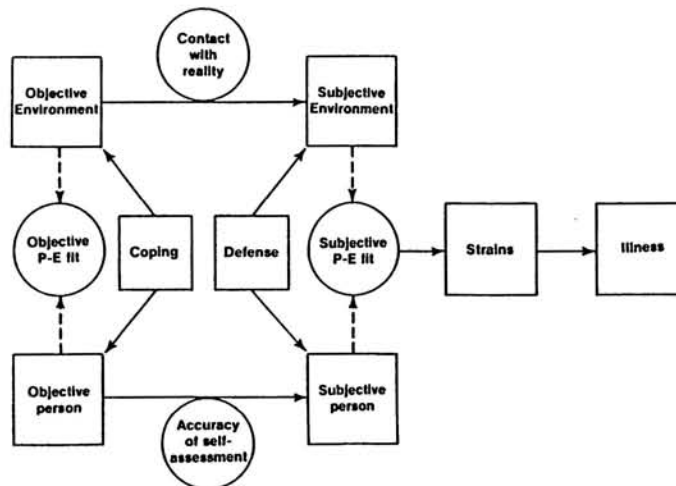 Contact
with
reality
Objective
Environment
Subjective
Environment
Objective
P-E fit
Coping
Defense
Subjective
P-E fit
Strains
Illness
Objective
person
Subjective
person
Accuracy
of self-
assessment